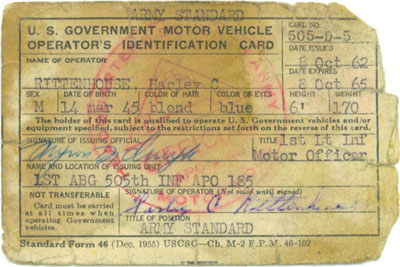 ARMY STANDARD
U. S. GOVERNMENT MOTOR VEHICLE
OPERATOR'S IDENTIFICATION CARD
CARD NO.
505-D-5
DATE ISSUED
8 Oct 62
NAME OF OPERATOR
DATE EXPIRES
RITTENHOUSE, Harley C
8 Oct 65
SEX DATE OF BIRTH COLOR OF HAIR COLOR OF EYES HEIGHT WEIGHT
M 14 mar 45 blond blue 6' 170
The holder of this card is qualified to operate U. S. Government vehicles and/or
equipment specified, subject to the restrictions set forth on the reverse of this card.
SIGNATURE OF ISSUING OFFICIAL
TITLE
1st Lt Inf
Motor Officer
NAME AND LOCATION OF ISSUING UNIT
1ST ABG 505th INF APO 185
NOT TRANSFERABLE
Card must be carried
at all times when
operating Government
vehicles.
SIGNATURE OF OPERATOR (Not valid until signed)
Harley C Rittenhouse
TITLE OF POSITION
ARMY STANDARD
MOTOR
Standard Form 46 (Dec. 1955) USCSC—Ch. M-2 F.P.M. 46-102